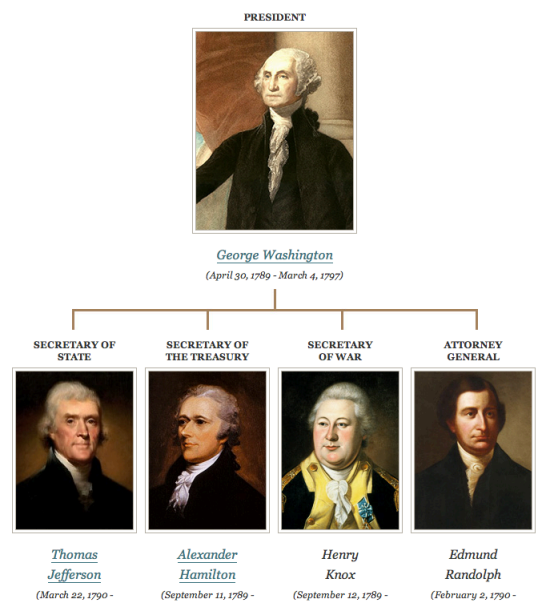 PRESIDENT
George Washington
(April 30, 1789 - March 4, 1797)
SECRETARY OF
STATE
SECRETARY OF
THE TREASURY
SECRETARY
OF WAR
ATTORNEY
GENERAL
Thomas
Jefferson
(March 22, 1790 -
Alexander
Hamilton
(September 11, 1789 -
Henry
Knox
(September 12, 1789 -
Edmund
Randolph
(February 2, 1790 -